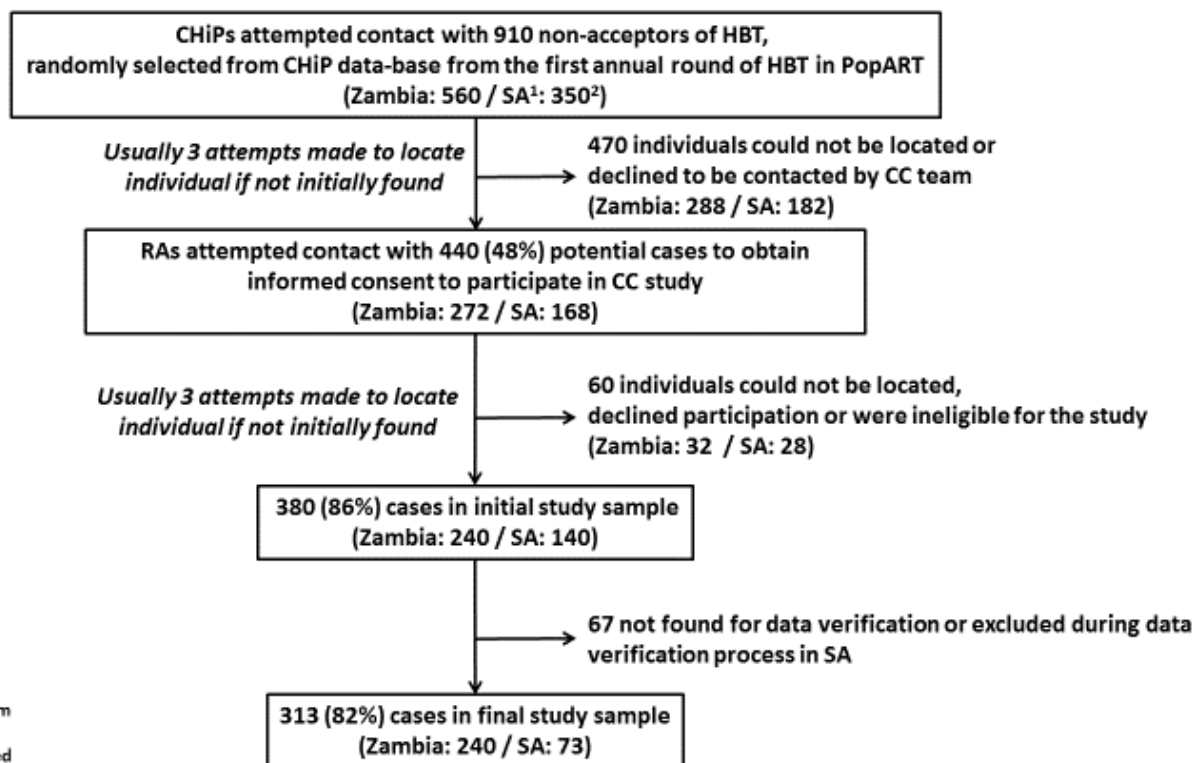 CHiPs attempted contact with 910 non-acceptors of HBT,
randomly selected from CHiP data-base from the first annual round of HBT in PopART
(Zambia: 560 / SA¹: 350²)
Usually 3 attempts made to locate
individual if not initially found
470 individuals could not be located or
declined to be contacted by CC team
(Zambia: 288 / SA: 182)
RAs attempted contact with 440 (48%) potential cases to obtain
informed consent to participate in CC study
(Zambia: 272 / SA: 168)
Usually 3 attempts made to locate
individual if not initially found
60 individuals could not be located,
declined participation or were ineligible for the study
(Zambia: 32 / SA: 28)
380 (86%) cases in initial study sample
(Zambia: 240 / SA: 140)
67 not found for data verification or excluded during data
verification process in SA
313 (82%) cases in final study sample
(Zambia: 240 / SA: 73)